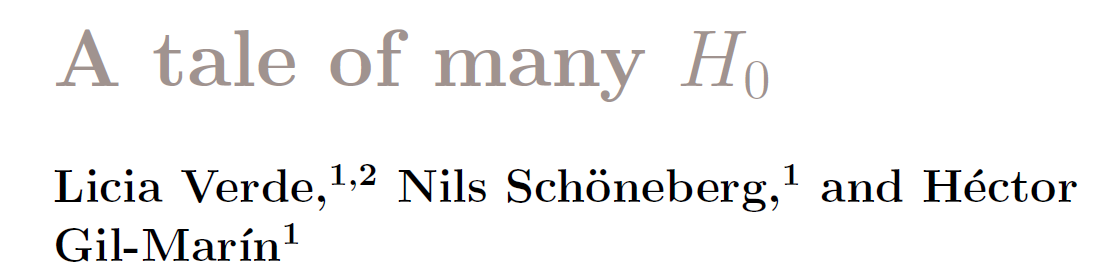 A tale of many H₀
Licia Verde,¹,² Nils Schöneberg,¹ and Héctor
Gil-Marín¹